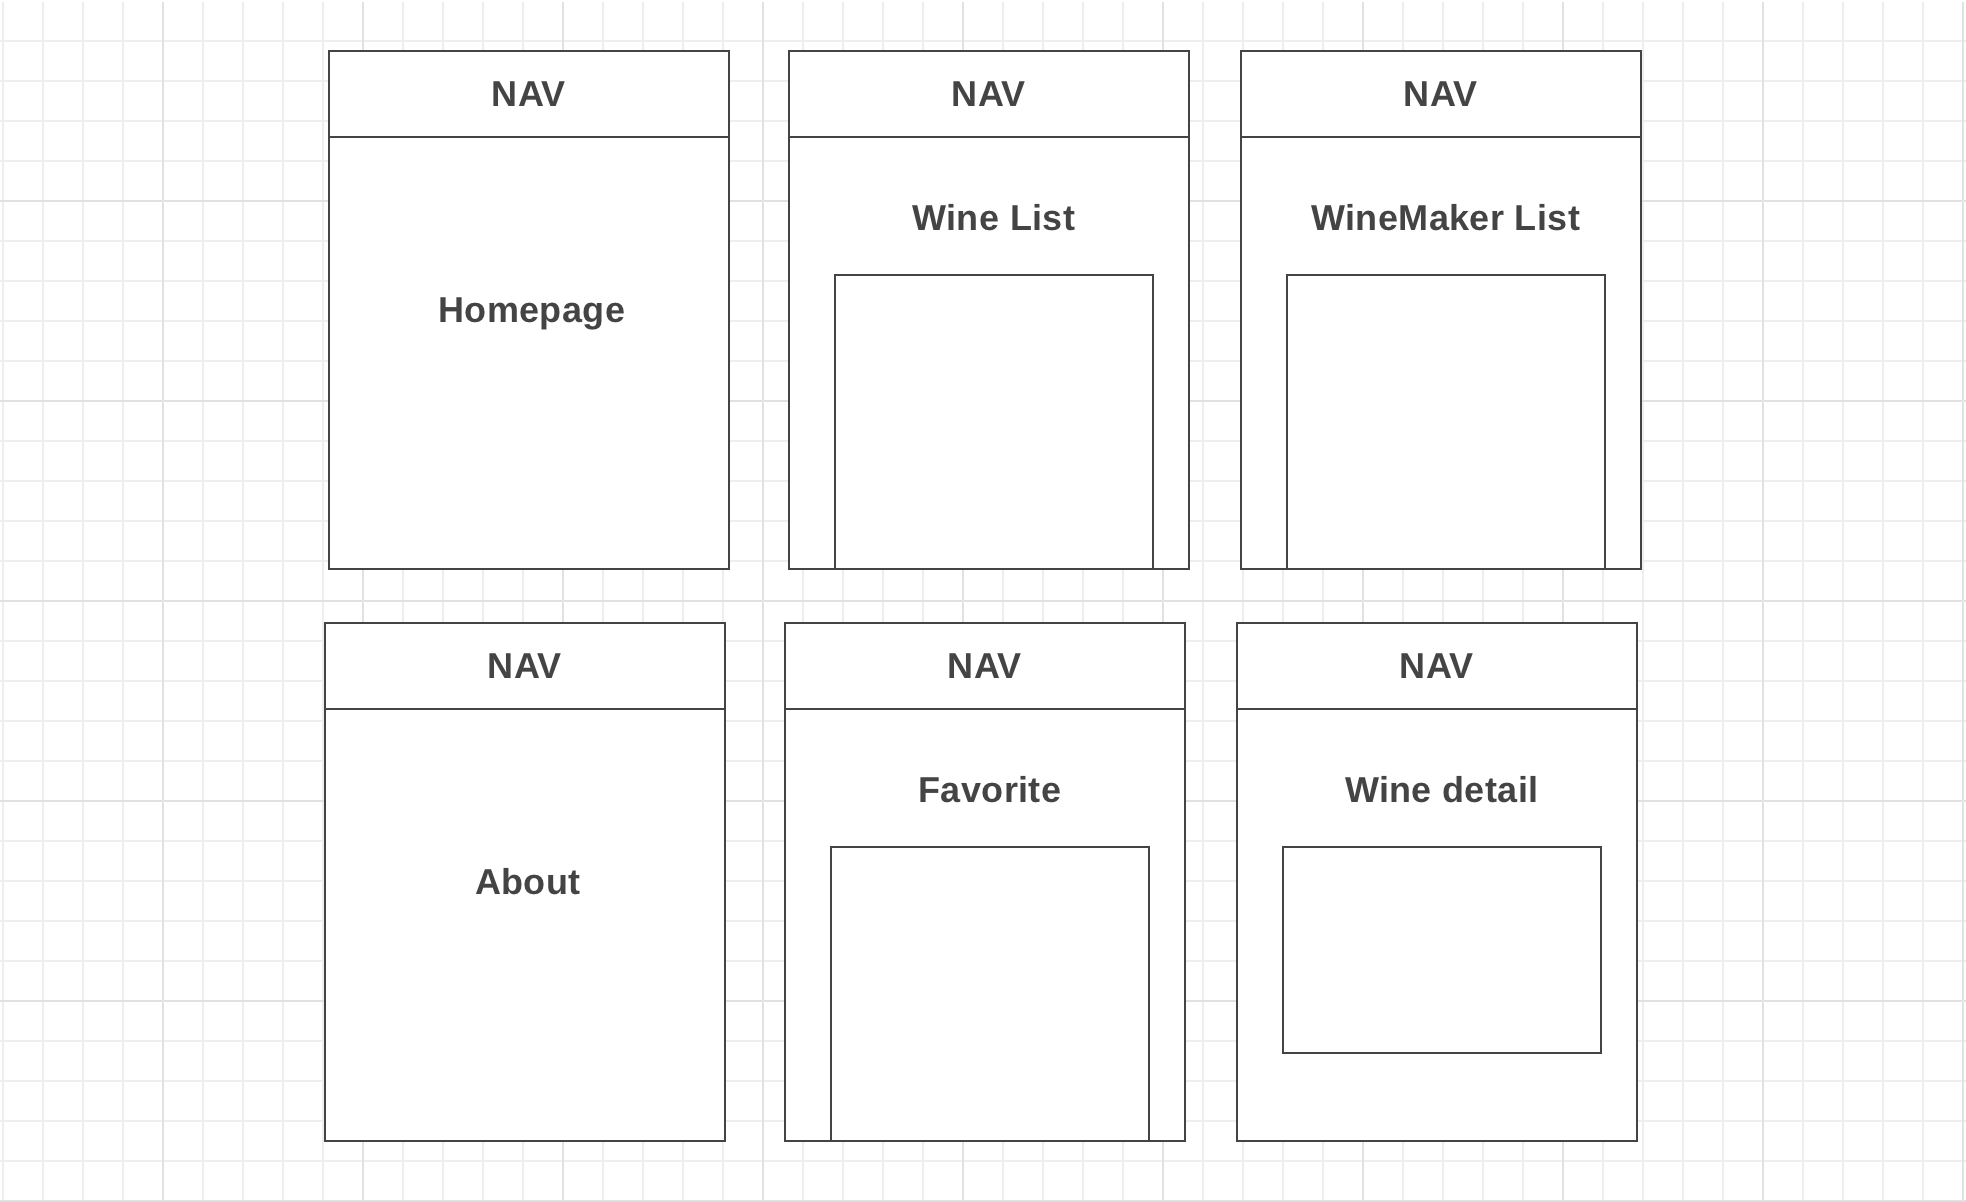 NAV
Homepage
NAV
Wine List
NAV
WineMaker List
NAV
About
NAV
Favorite
NAV
Wine detail